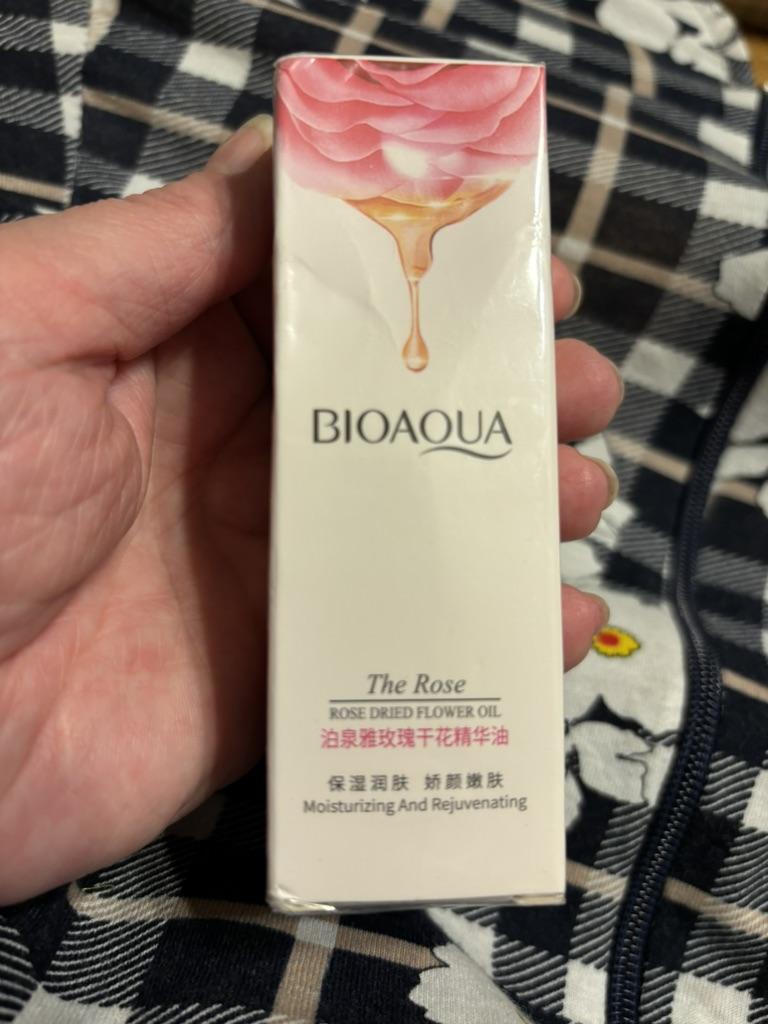 BIOAQUA
The Rose
ROSE DRIED FLOWER OIL
泊泉雅玫瑰干花精华油
保湿润肤 娇颜嫩肤
Moisturizing And Rejuvenating